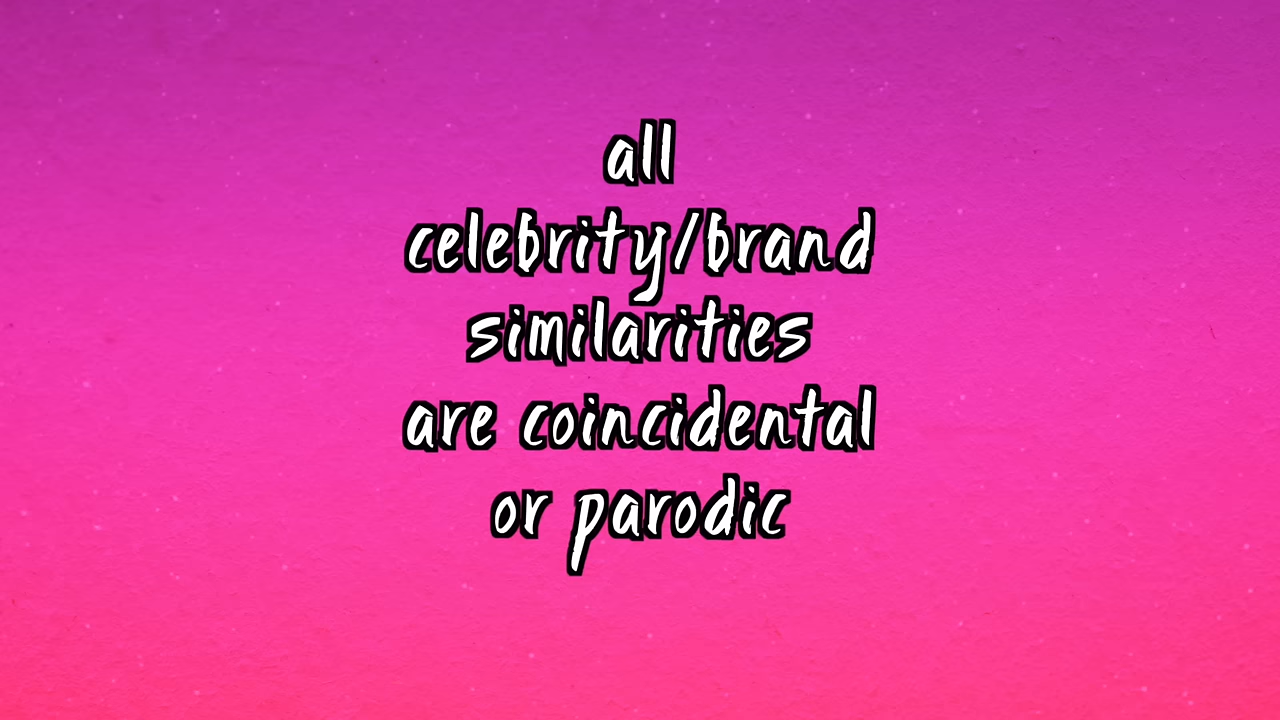 all
celebrity/brand
similarities
are coincidental
or parodic